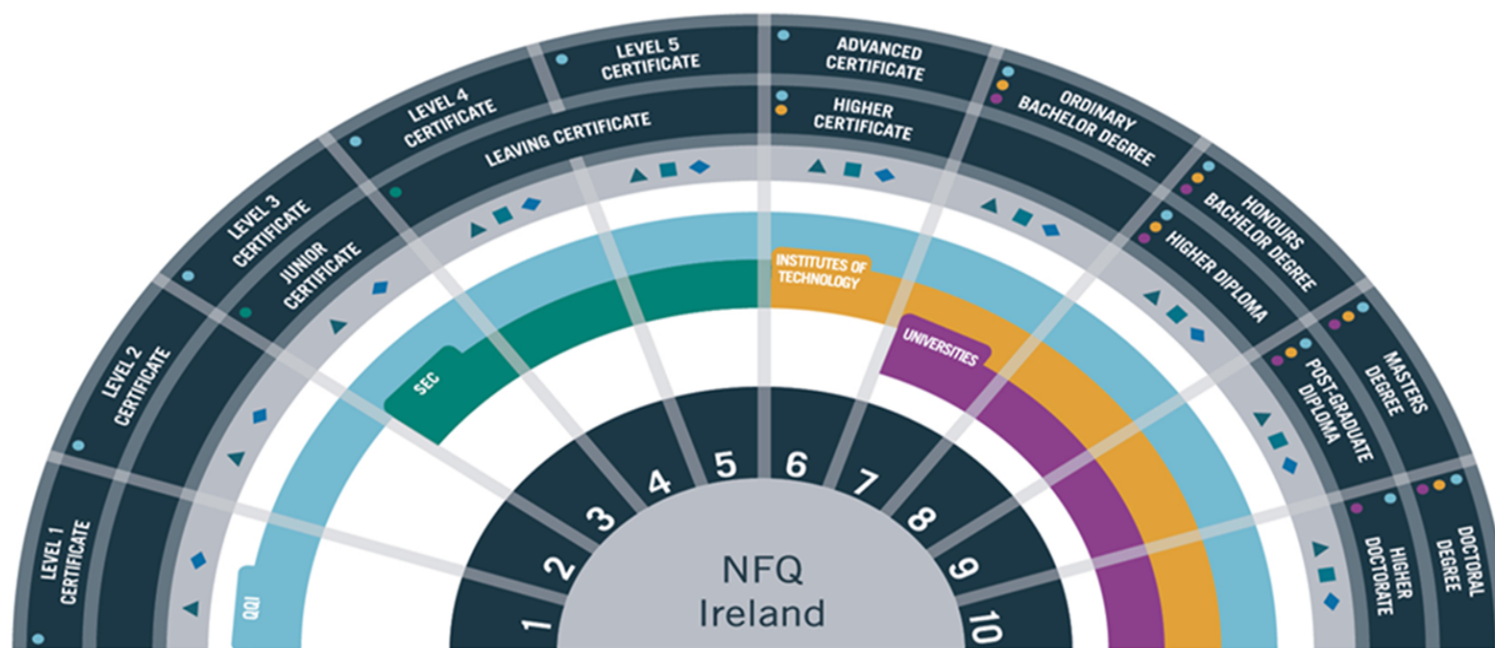 LEVEL 1
CERTIFICATE
LEVEL 2
CERTIFICATE
LEVEL 3
CERTIFICATE
LEVEL 4
CERTIFICATE
LEVEL 5
CERTIFICATE
ADVANCED
CERTIFICATE
ORDINARY
BACHELOR DEGREE
HONOURS
BACHELOR DEGREE
MASTERS
DEGREE
DOCTORAL
DEGREE
JUNIOR
CERTIFICATE
LEAVING CERTIFICATE
HIGHER
CERTIFICATE
HIGHER DIPLOMA
POST-GRADUATE
DIPLOMA
HIGHER
DOCTORATE
QQI
SEC
INSTITUTES OF
TECHNOLOGY
UNIVERSITIES
1
2
3
4
5
6
7
8
9
10
NFQ
Ireland